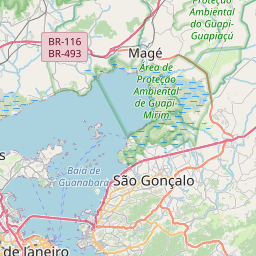 Proteção
Ambiental
do Guapi-
Guapiaçú
BR-116
BR-493
Magé
Área de
Proteção
Ambiental
de Guapi
Mirim
Baía de
Guanabara
São Gonçalo
s
de Janeiro